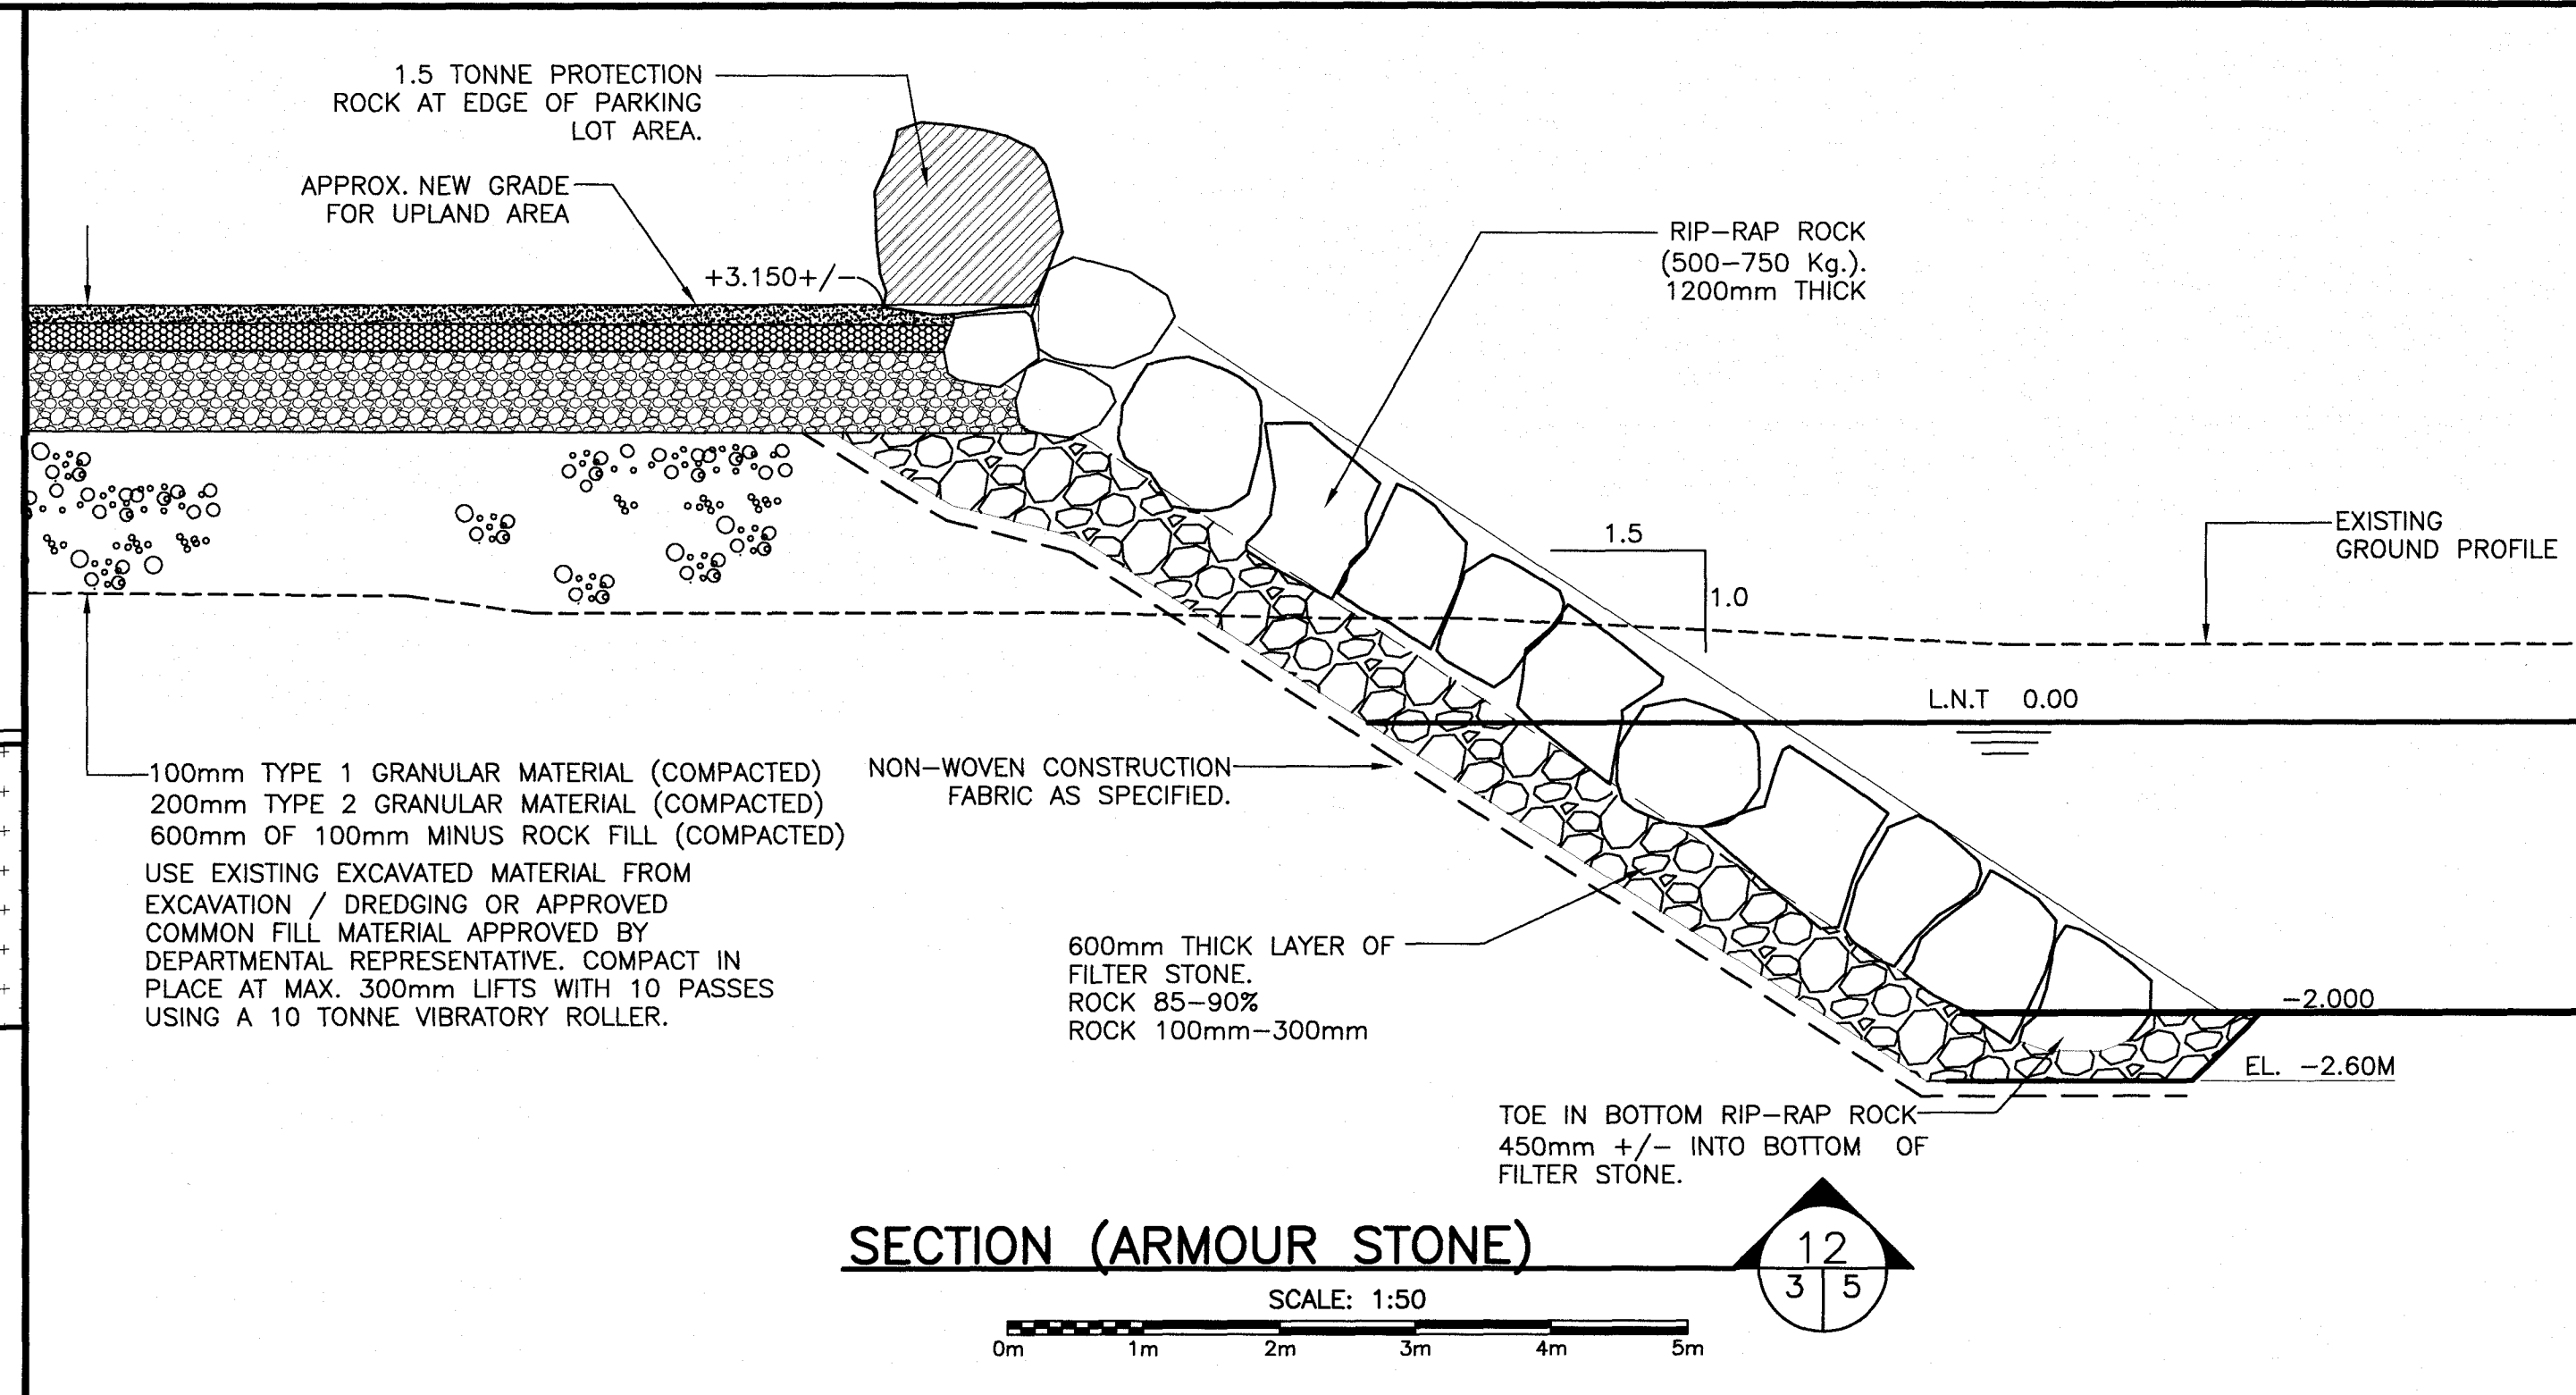 1.5 TONNE PROTECTION
ROCK AT EDGE OF PARKING
LOT AREA.
APPROX. NEW GRADE
FOR UPLAND AREA
+3.150+/-
RIP-RAP ROCK
(500-750 Kg.).
1200mm THICK
1.5
1.0
EXISTING
GROUND PROFILE
L.N.T 0.00
100mm TYPE 1 GRANULAR MATERIAL (COMPACTED)
200mm TYPE 2 GRANULAR MATERIAL (COMPACTED)
600mm OF 100mm MINUS ROCK FILL (COMPACTED)
USE EXISTING EXCAVATED MATERIAL FROM
EXCAVATION / DREDGING OR APPROVED
COMMON FILL MATERIAL APPROVED BY
DEPARTMENTAL REPRESENTATIVE. COMPACT IN
PLACE AT MAX. 300mm LIFTS WITH 10 PASSES
USING A 10 TONNE VIBRATORY ROLLER.
NON-WOVEN CONSTRUCTION
FABRIC AS SPECIFIED.
600mm THICK LAYER OF
FILTER STONE.
ROCK 85-90%
ROCK 100mm-300mm
-2.000
EL. -2.60M
TOE IN BOTTOM RIP-RAP ROCK
450mm +/- INTO BOTTOM OF
FILTER STONE.
SECTION (ARMOUR STONE)
12
3 5
SCALE: 1:50
0m 1m 2m 3m 4m 5m